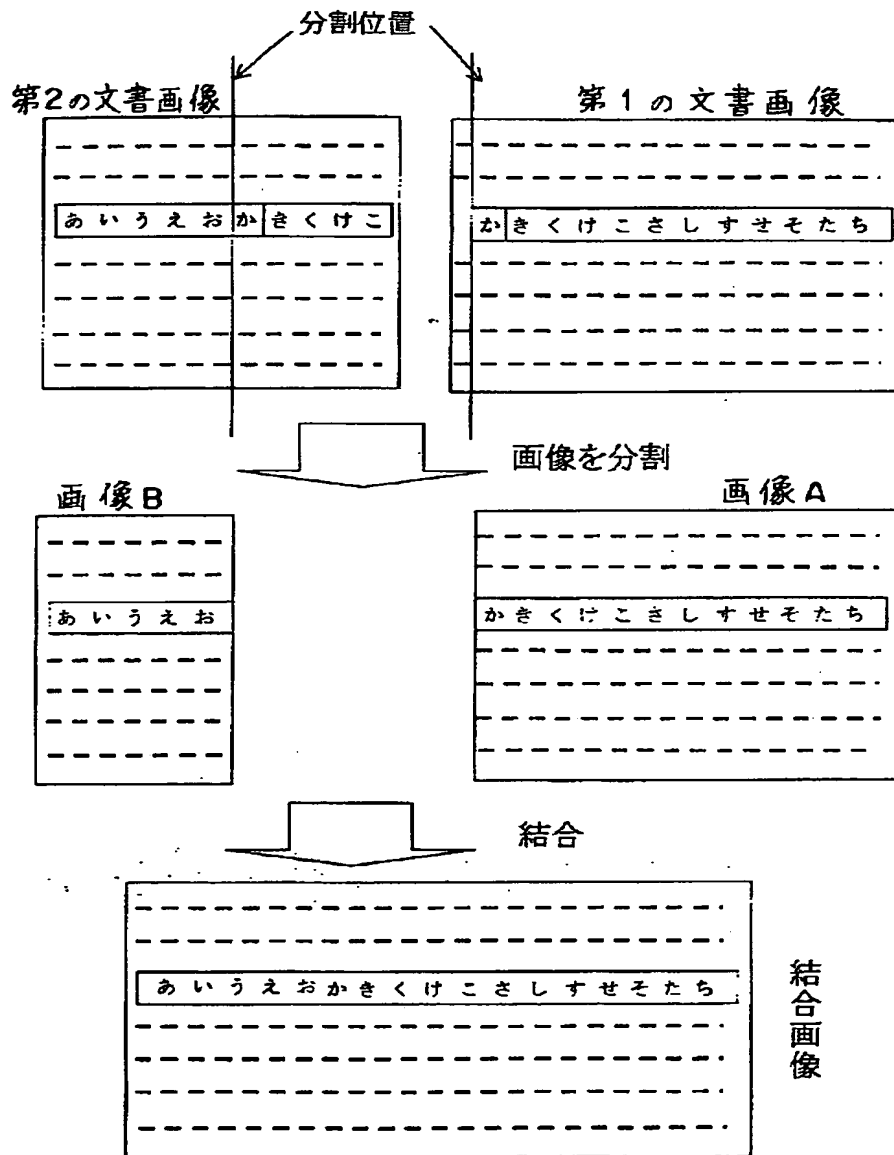 分割位置
第2の文書画像
第1の文書画像
あいうえおかきくけこ
かきくけこさしすせそたち
画像を分割
画像B
画像A
あいうえお
かきくけこさしすせそたち
結合
あいうえおかきくけこさしすせそたち
結合画像